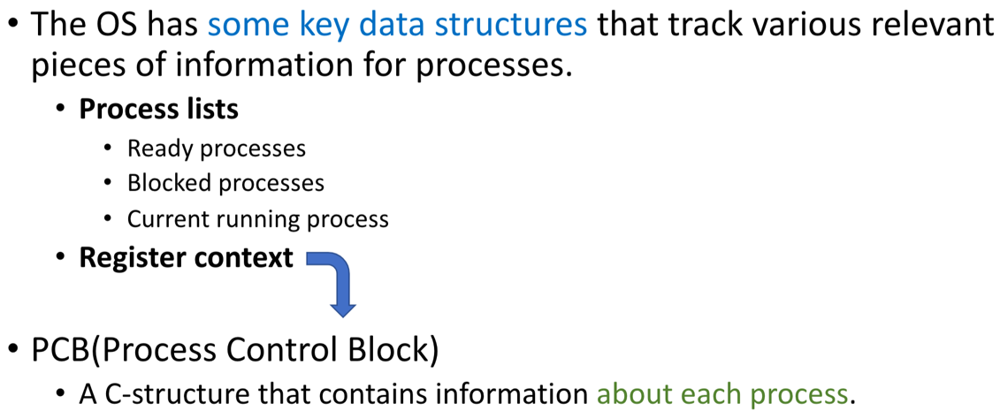 • The OS has some key data structures that track various relevant
pieces of information for processes.
• Process lists
• Ready processes
• Blocked processes
• Current running process
• Register context
• PCB(Process Control Block)
• A C-structure that contains information about each process.